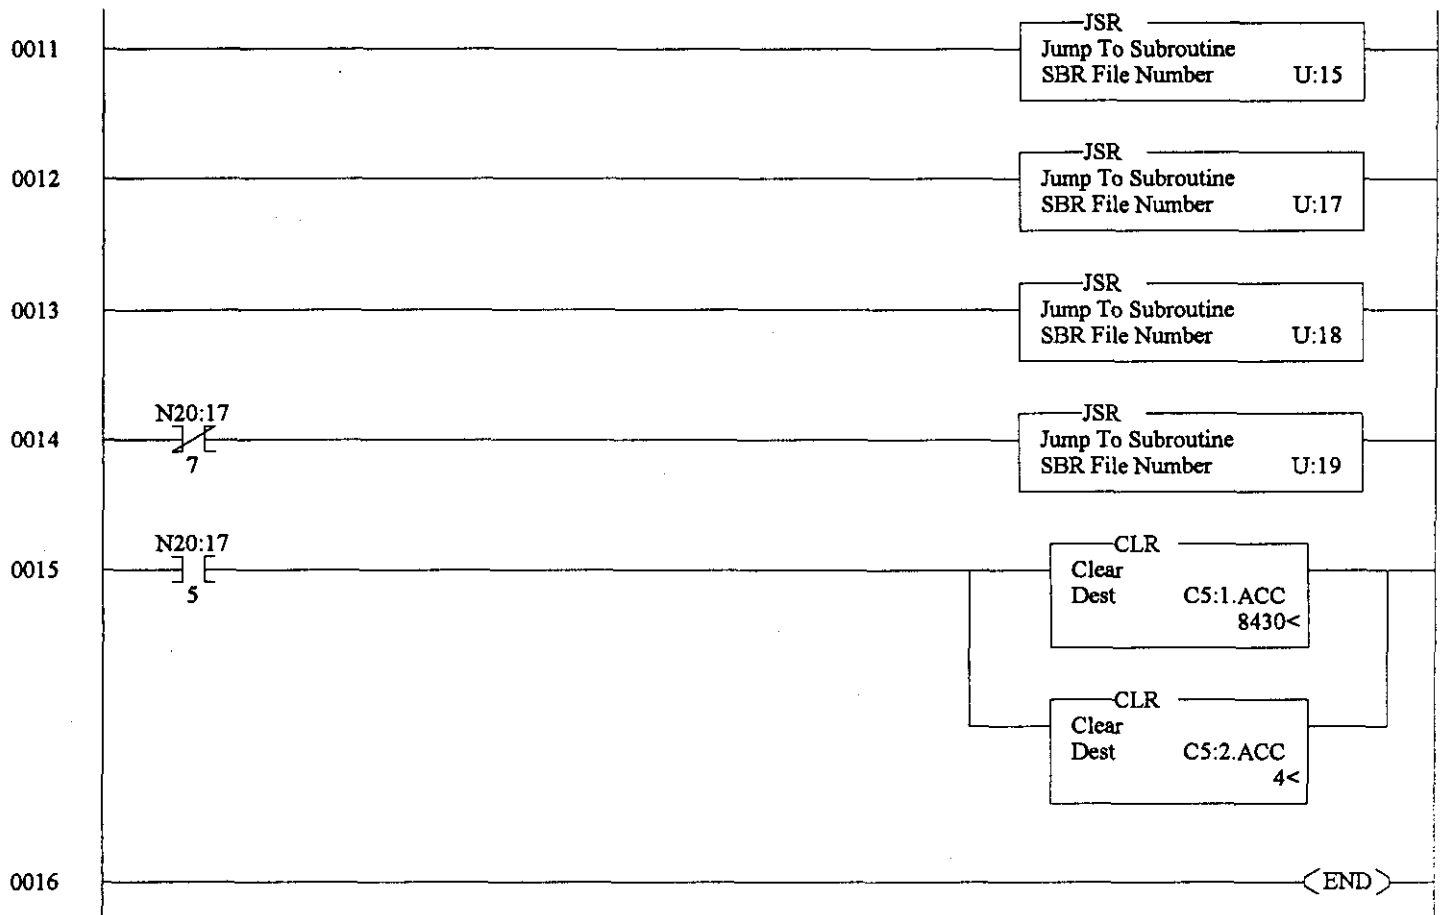 JSR
0011
Jump To Subroutine
SBR File Number U:15
JSR
0012
Jump To Subroutine
SBR File Number U:17
JSR
0013
Jump To Subroutine
SBR File Number U:18
N20:17
JSR
0014
Jump To Subroutine
7
SBR File Number U:19
N20:17
CLR
0015
Clear
5
Dest C5:1.ACC
8430<
CLR
Clear
Dest C5:2.ACC
4<
0016
END